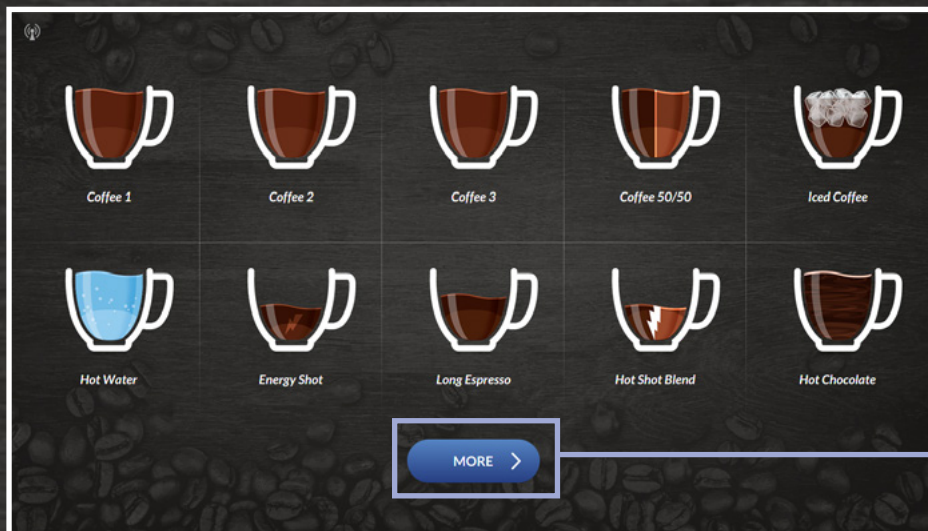 Coffee 1
Coffee 2
Coffee 3
Coffee 50/50
Iced Coffee
Hot Water
Energy Shot
Long Espresso
Hot Shot Blend
Hot Chocolate
MORE